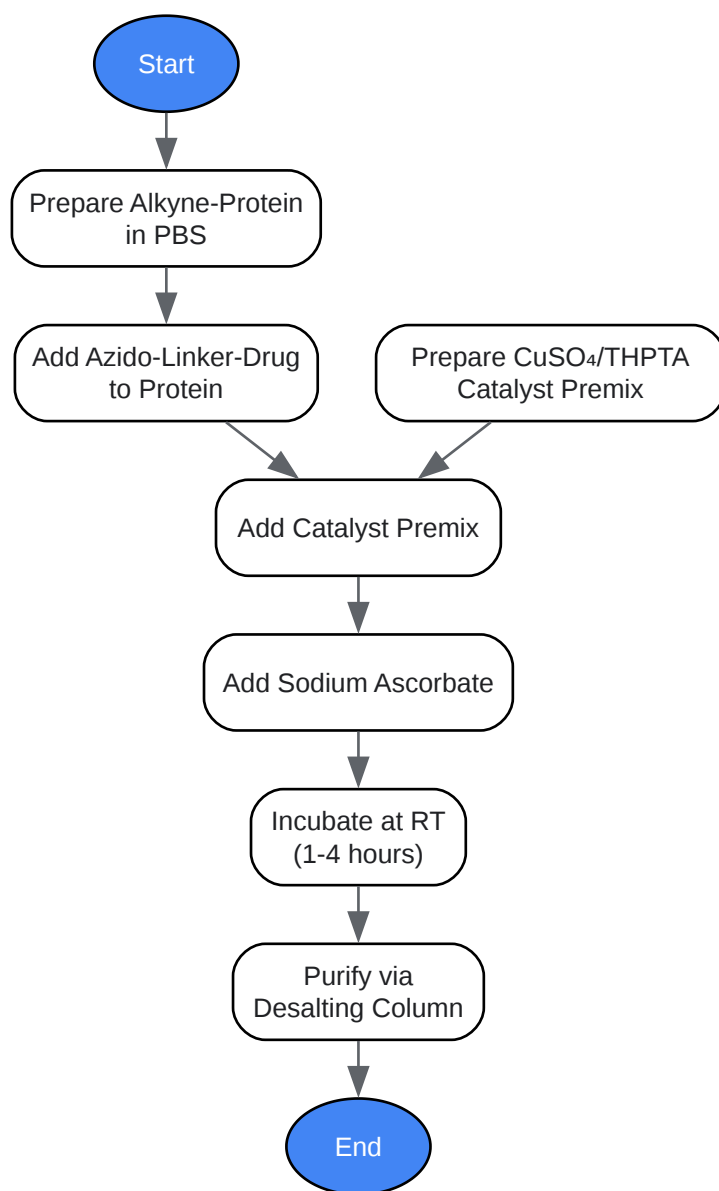 Start
Prepare Alkyne-Protein
in PBS
Add Azido-Linker-Drug
to Protein
Prepare CuSO₄/THPTA
Catalyst Premix
Add Catalyst Premix
Add Sodium Ascorbate
Incubate at RT
(1-4 hours)
Purify via
Desalting Column
End